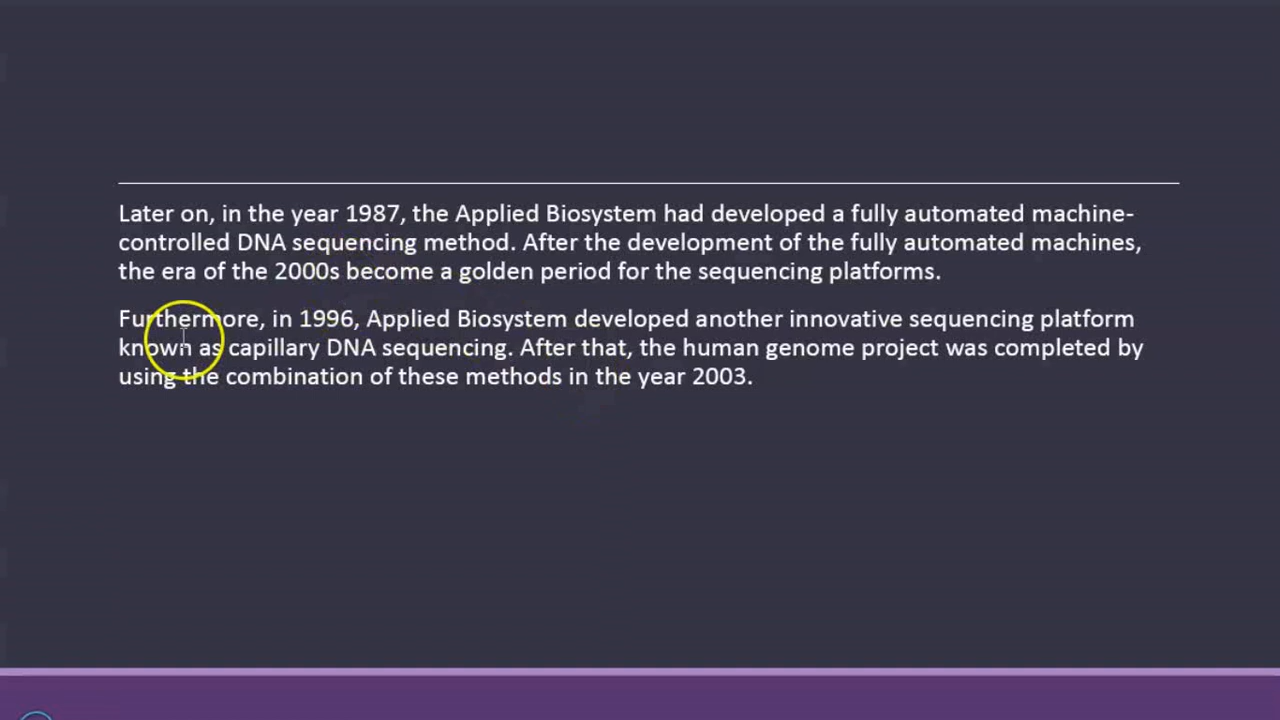 Later on, in the year 1987, the Applied Biosystem had developed a fully automated machine-
controlled DNA sequencing method. After the development of the fully automated machines,
the era of the 2000s become a golden period for the sequencing platforms.
Furthermore, in 1996, Applied Biosystem developed another innovative sequencing platform
known as capillary DNA sequencing. After that, the human genome project was completed by
using the combination of these methods in the year 2003.